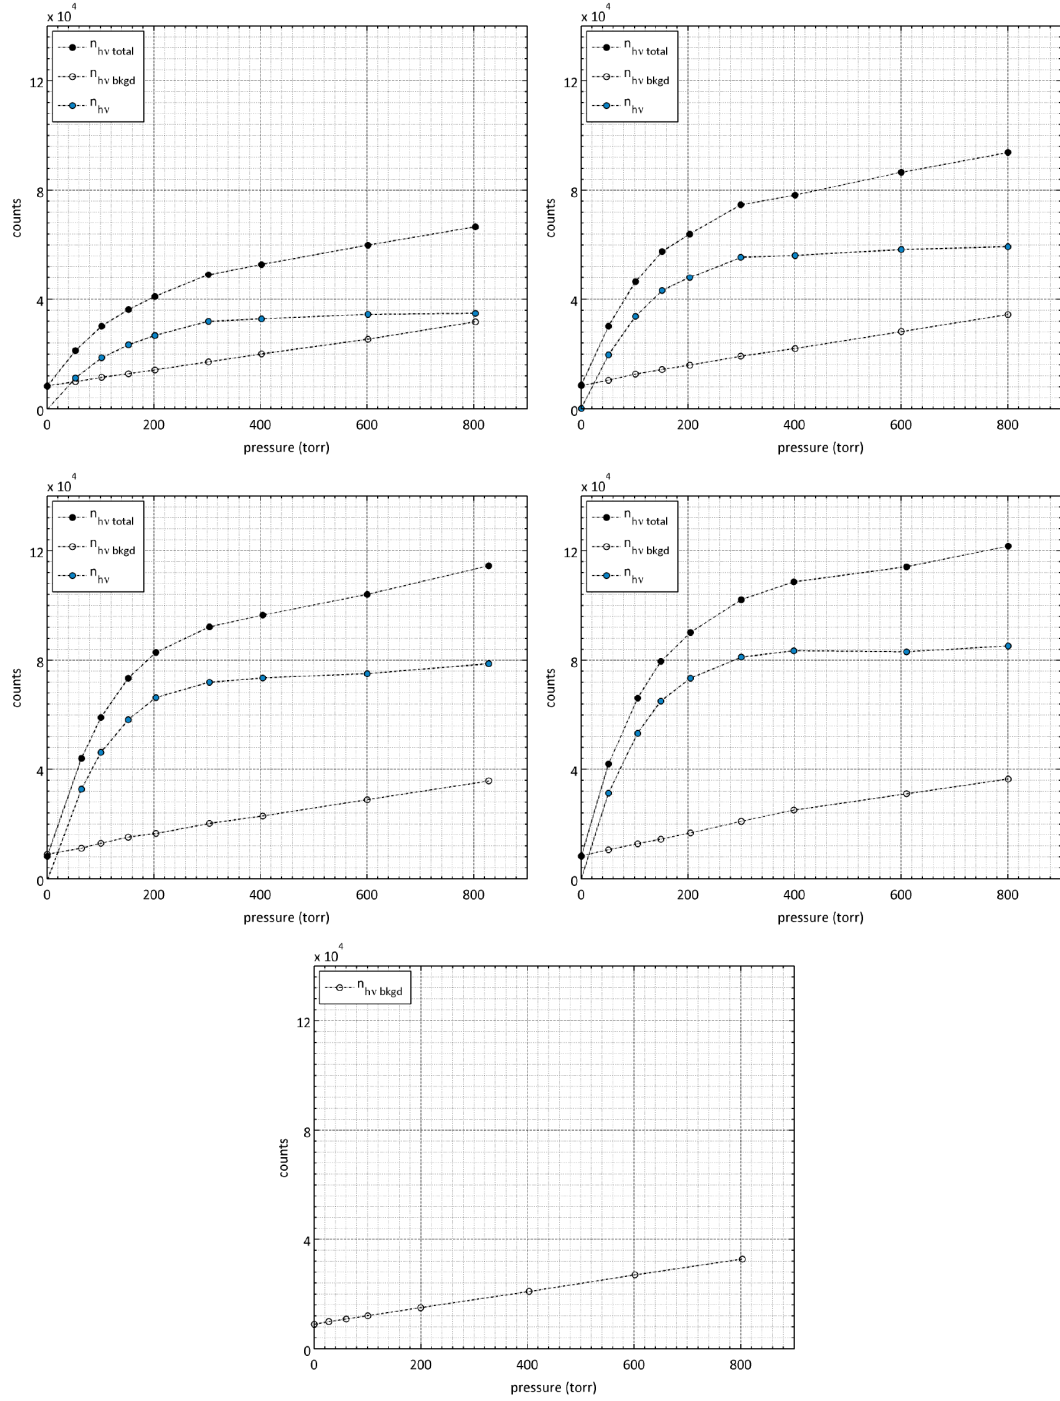 x 10^4
n_hν total
n_hν bkgd
n_hν
12
8
4
0
counts
0 200 400 600 800
pressure (torr)
x 10^4
n_hν total
n_hν bkgd
n_hν
12
8
4
0
counts
0 200 400 600 800
pressure (torr)
x 10^4
n_hν total
n_hν bkgd
n_hν
12
8
4
0
counts
0 200 400 600 800
pressure (torr)
x 10^4
n_hν total
n_hν bkgd
n_hν
12
8
4
0
counts
0 200 400 600 800
pressure (torr)
x 10^4
n_hν bkgd
12
8
4
0
counts
0 200 400 600 800
pressure (torr)